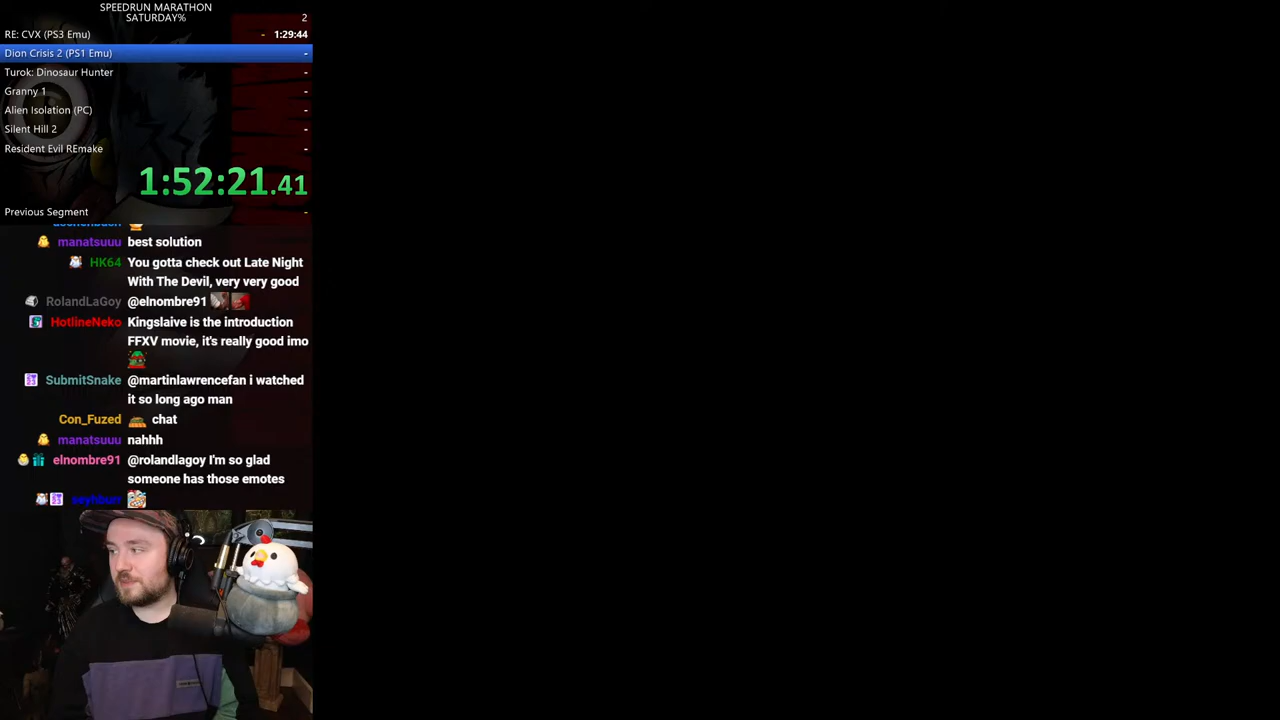 SPEEDRUN MARATHON
SATURDAY%
2
RE: CVX (PS3 Emu) - 1:29:44
Dion Crisis 2 (PS1 Emu) -
Turok: Dinosaur Hunter -
Granny 1 -
Alien Isolation (PC) -
Silent Hill 2 -
Resident Evil REmake -
1:52:21.41
Previous Segment -
manatsuuu best solution
HK64 You gotta check out Late Night
With The Devil, very very good
RolandLaGoy @elnombre91
HotlineNeko Kingslaive is the introduction
FFXV movie, it's really good imo
SubmitSnake @martinlawrencefan i watched
it so long ago man
Con_Fuzed chat
manatsuuu nahhh
elnombre91 @rolandlagoy I'm so glad
someone has those emotes